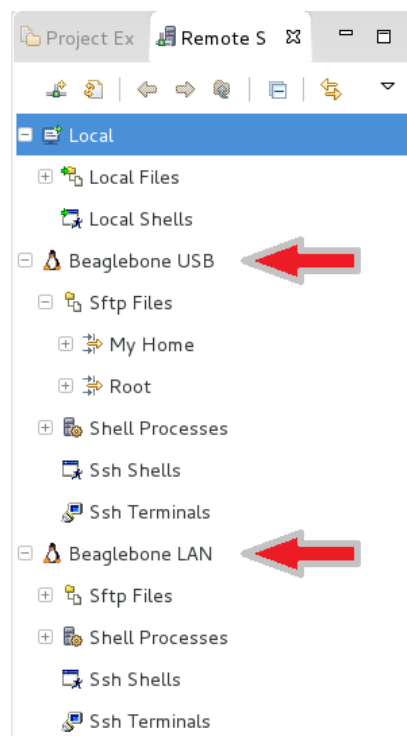 Project Ex Remote S
Local
Local Files
Local Shells
Beaglebone USB
Sftp Files
My Home
Root
Shell Processes
Ssh Shells
Ssh Terminals
Beaglebone LAN
Sftp Files
Shell Processes
Ssh Shells
Ssh Terminals